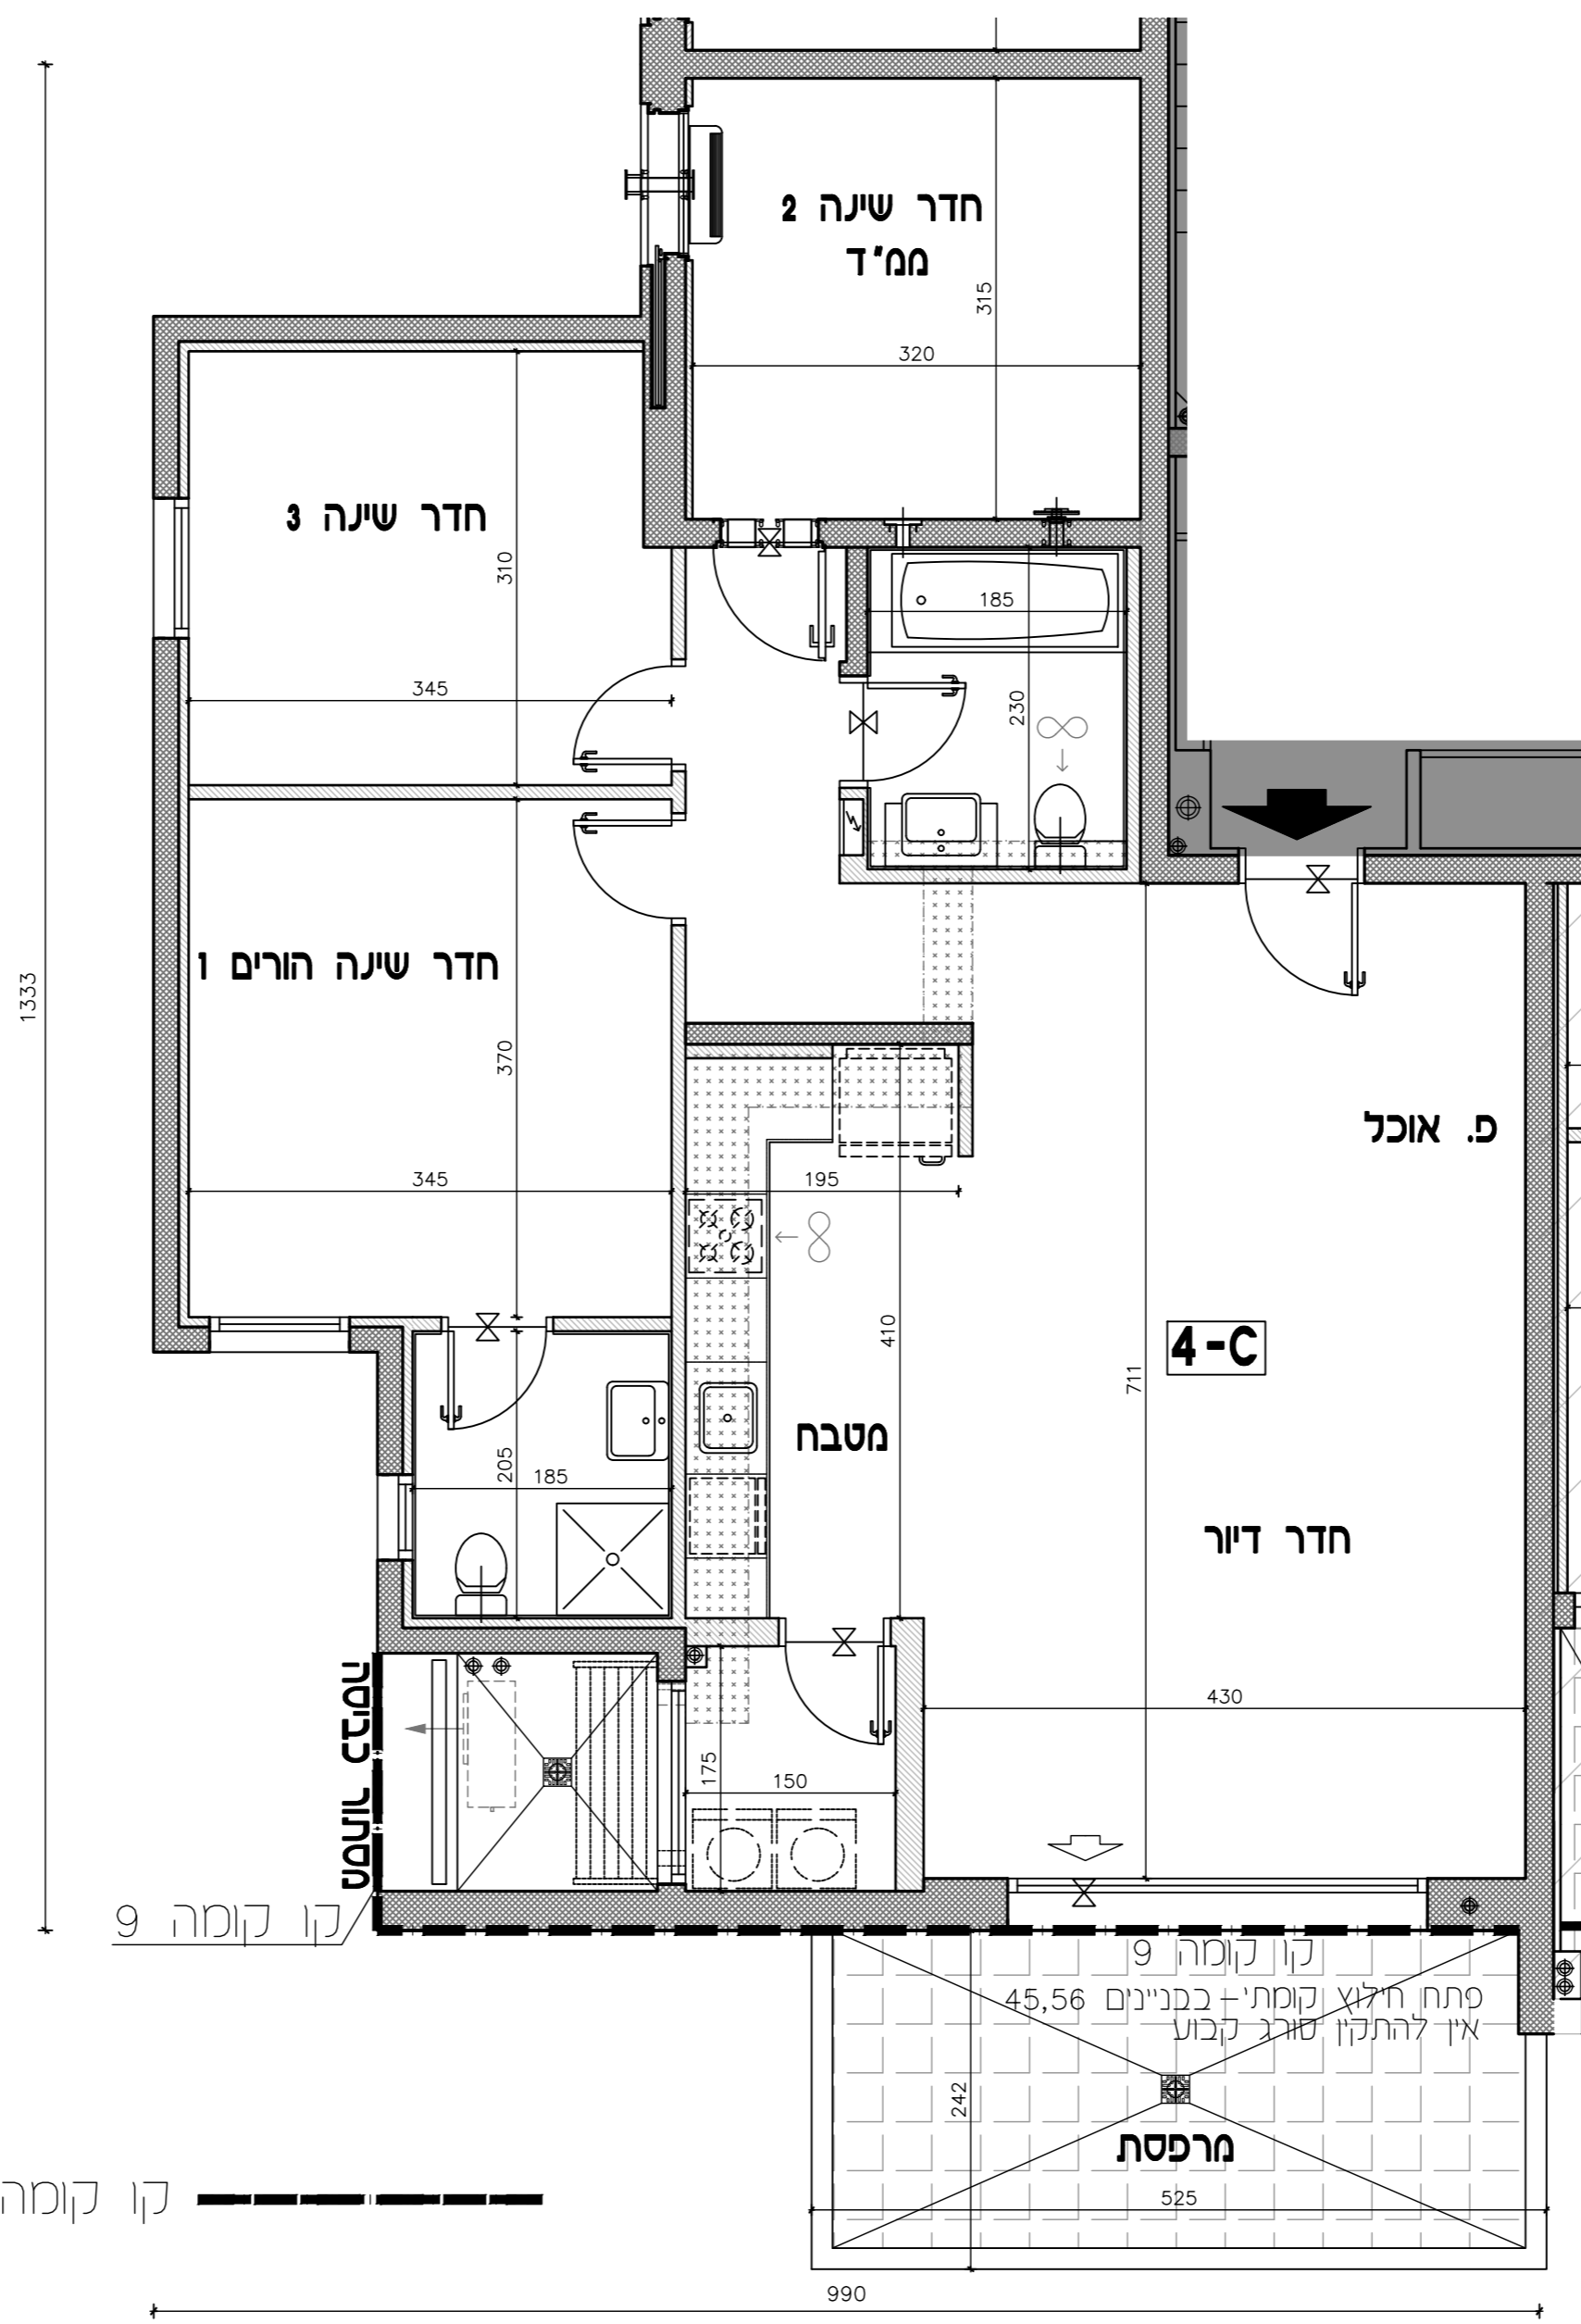 חדר שינה 2
ממ"ד
315
320
חדר שינה 3
310
345
185
230
חדר שינה הורים 1
370
345
1333
פ. אוכל
195
410
4-C
711
מטבח
חדר דיור
205
185
430
מסתור כביסה
175
150
קו קומה 9
קו קומה 9
פתח חילוץ קומתי - בבניינים 45,56
אין להתקין סורג קבוע
242
מרפסת
525
קו קומה
990